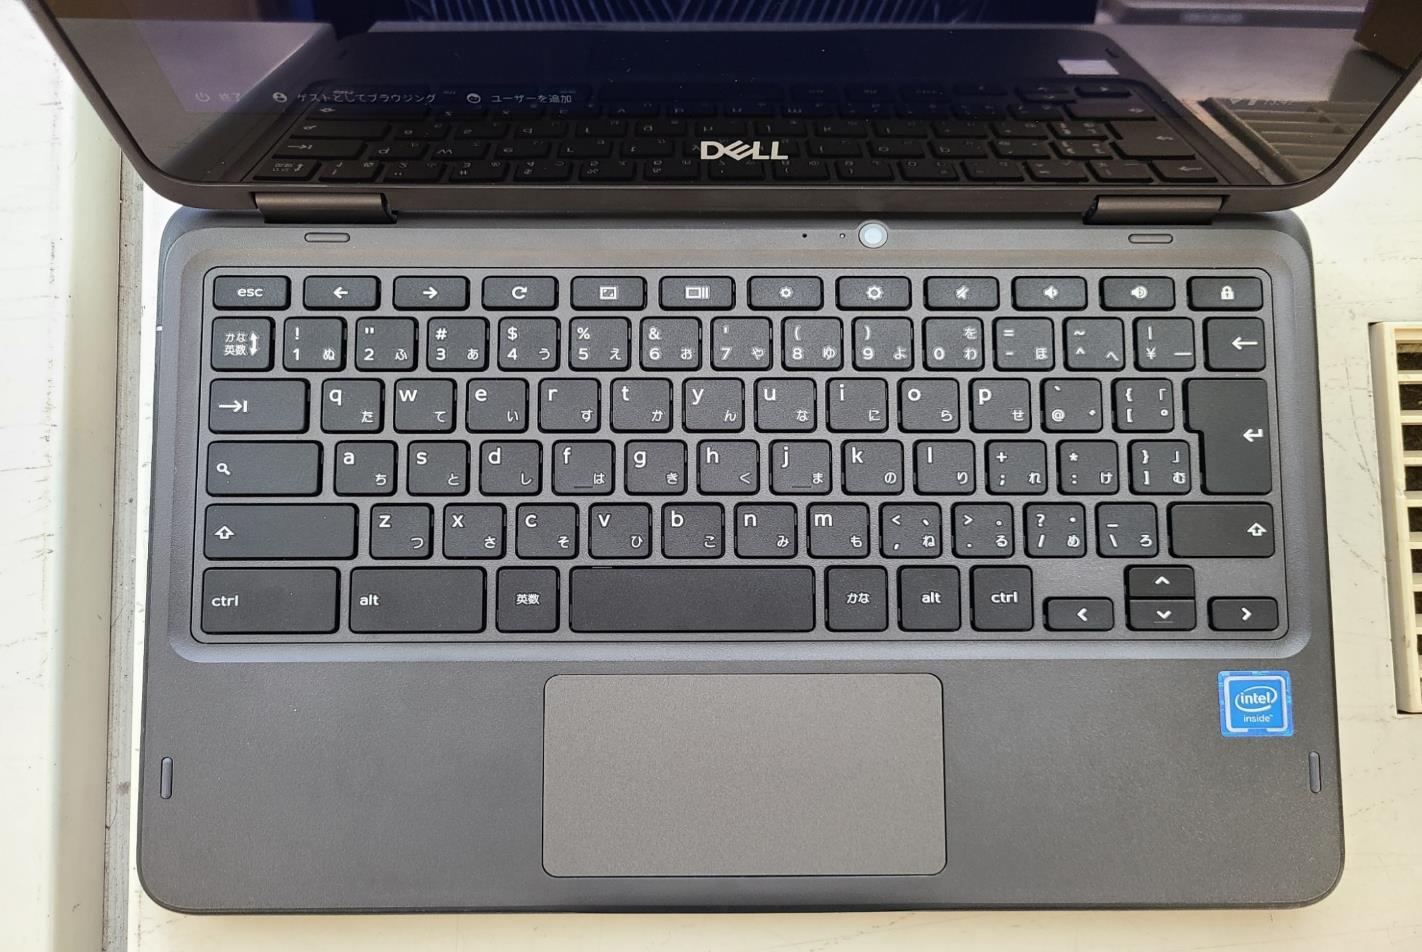 終了 ゲストとしてブラウジング ユーザーを追加
DELL
esc
かな 英数 ! 1 ぬ " 2 ふ # 3 あ $ 4 う % 5 え & 6 お ' 7 や ( 8 ゆ ) 9 よ を 0 わ = - ほ ~ ^ へ | ¥ ー
q た w て e い r す t か y ん u な i に o ら p せ ` @ ゛ { 「 [ ゜
a ち s と d し f は g き h く j ま k の l り + ; れ * : け } 」 ] む
z つ x さ c そ v ひ b こ n み m も < 、 , ね > 。 . る ? ・ / め _ \ ろ
ctrl alt 英数 かな alt ctrl
intel
inside™